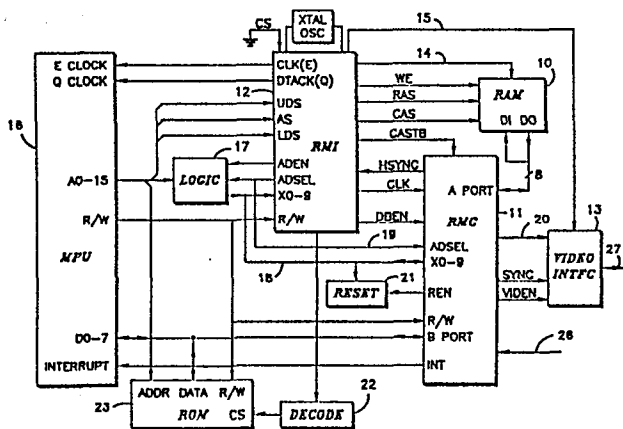 CS
XTAL
OSC
15
E CLOCK
Q CLOCK
CLK(E)
DTACK(Q)
12
14
10
WE
RAS
CAS
RAM
DI DO
16
UDS
AS
LDS
RMI
17
CASTB
HSYNC
CLK
8
A0-15
LOGIC
ADEN
ADSEL
X0-9
A PORT
11
20
13
R/W
R/W
DBEN
19
ADSEL
X0-9
VIDEO
INTFC
27
MPU
18
RMC
RESET
21
REN
SYNC
VIDEN
R/W
D0-7
B PORT
26
INTERRUPT
INT
ADDR DATA R/W
23
ROM
CS
DECODE
22